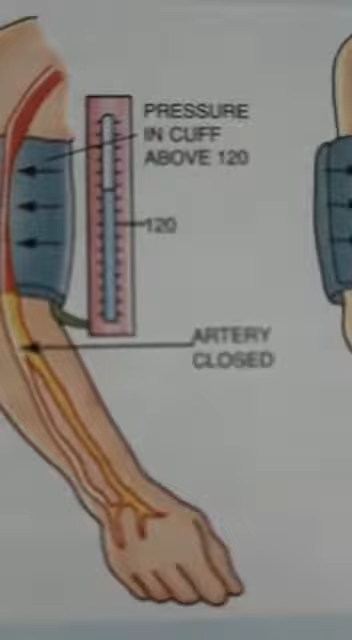 PRESSURE
IN CUFF
ABOVE 120
120
ARTERY
CLOSED